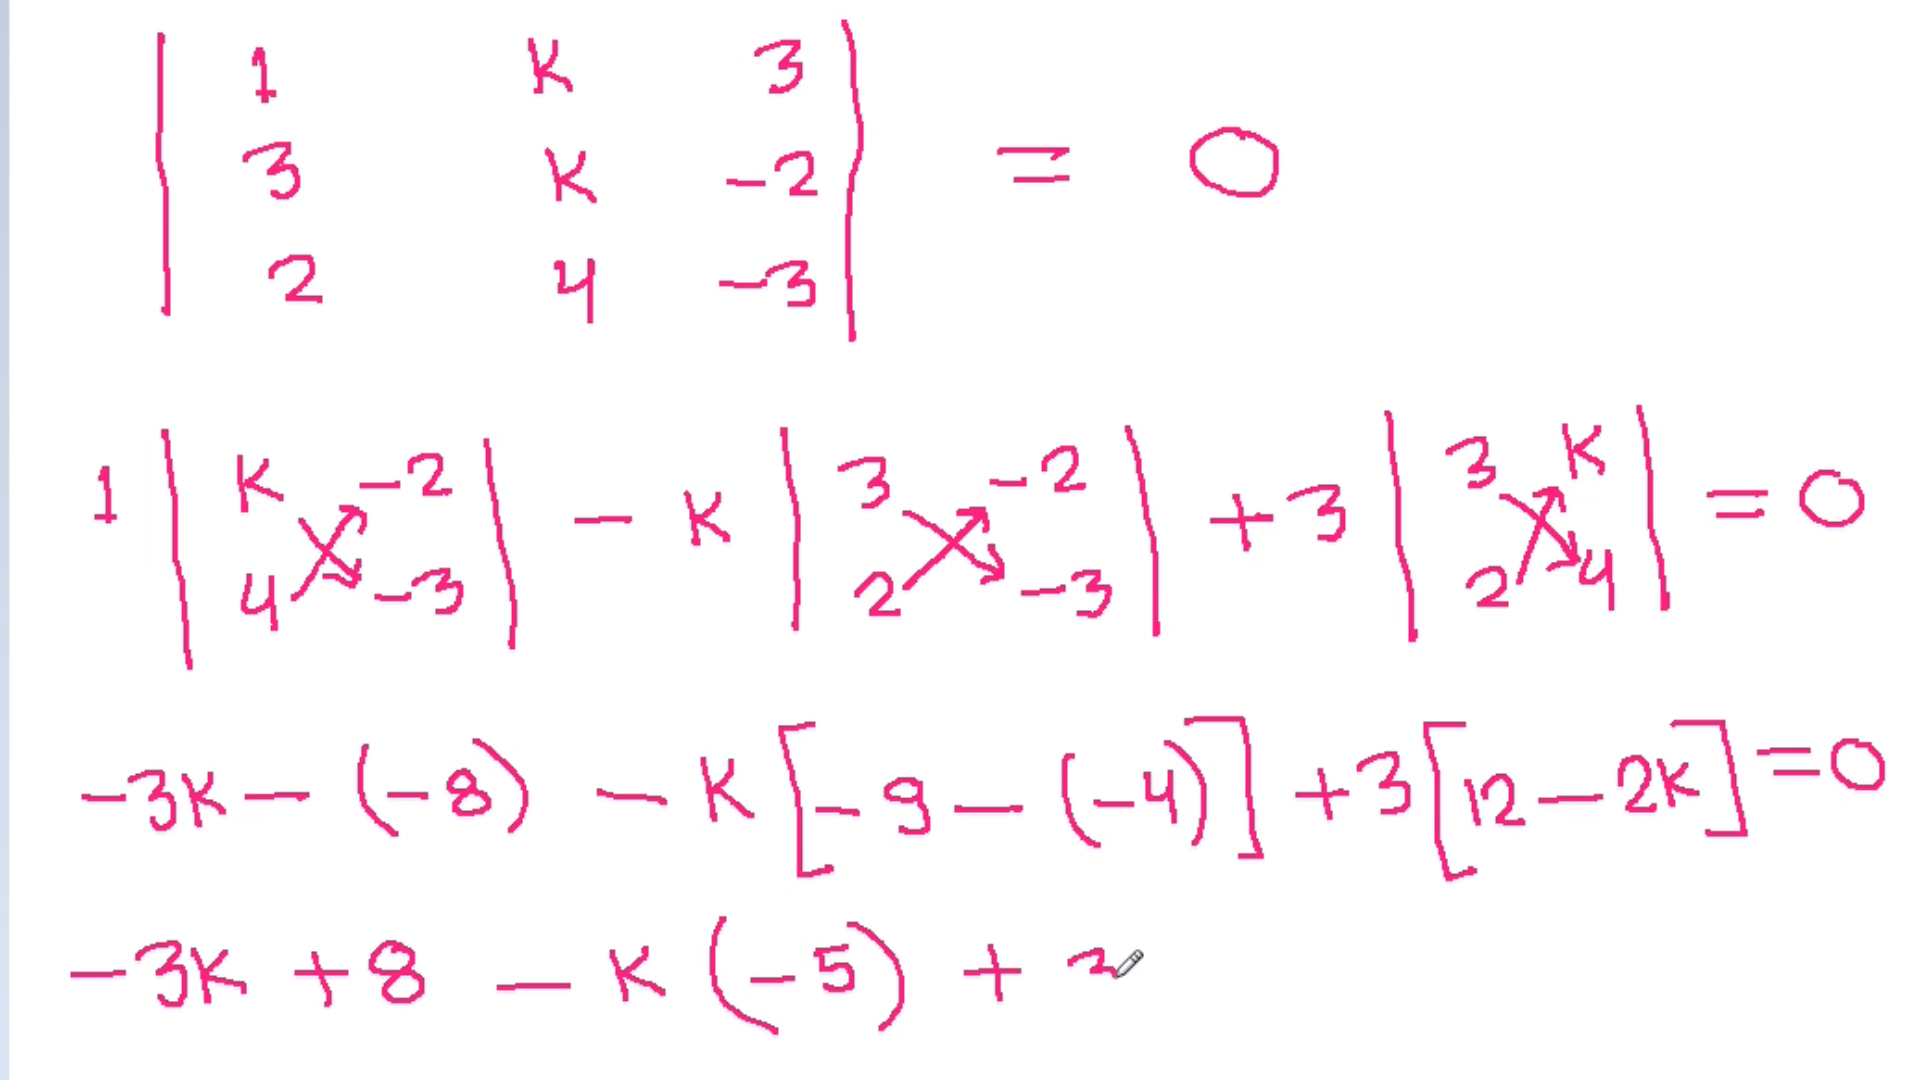 | 1 K 3 |
| 3 K -2 | = 0
| 2 4 -3 |
1 | K -2 | - K | 3 -2 | + 3 | 3 K | = 0
| 4 -3 | | 2 -3 | | 2 4 |
-3K - (-8) - K [-9 - (-4)] + 3 [12 - 2K] = 0
-3K + 8 - K (-5) + 3